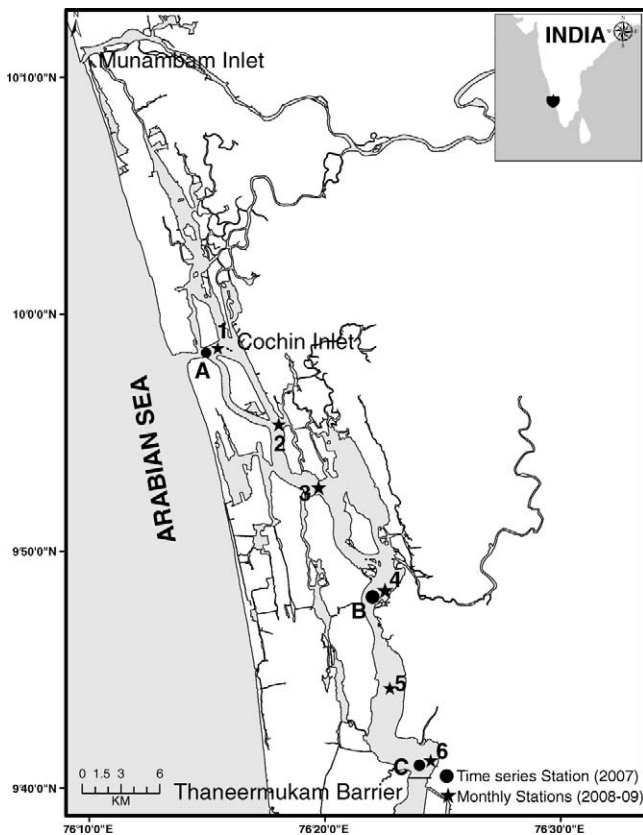 INDIA
N
10°10'0"N
Munambam Inlet
10°0'0"N
1
Cochin Inlet
A
2
ARABIAN SEA
3
9°50'0"N
4
B
5
6
C
0 1.5 3 6
KM
Thaneermukam Barrier
Time series Station (2007)
Monthly Stations (2008-09)
9°40'0"N
76°10'0"E 76°20'0"E 76°30'0"E